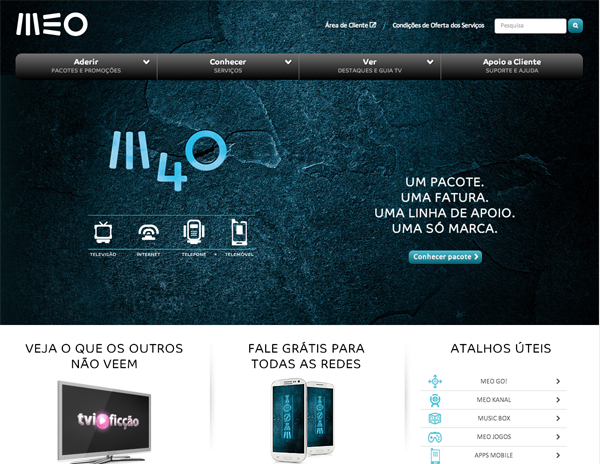 MEO
Área de Cliente / Condições de Oferta dos Serviços
Pesquisa
Aderir
PACOTES E PROMOÇÕES
Conhecer
SERVIÇOS
Ver
DESTAQUES E GUIA TV
Apoio a Cliente
SUPORTE E AJUDA
M4O
TELEVISÃO INTERNET TELEFONE + TELEMÓVEL
UM PACOTE.
UMA FATURA.
UMA LINHA DE APOIO.
UMA SÓ MARCA.
Conhecer pacote
VEJA O QUE OS OUTROS
NÃO VEEM
tvi ficção
FALE GRÁTIS PARA
TODAS AS REDES
ATALHOS ÚTEIS
MEO GO!
MEO KANAL
MUSIC BOX
MEO JOGOS
APPS MOBILE